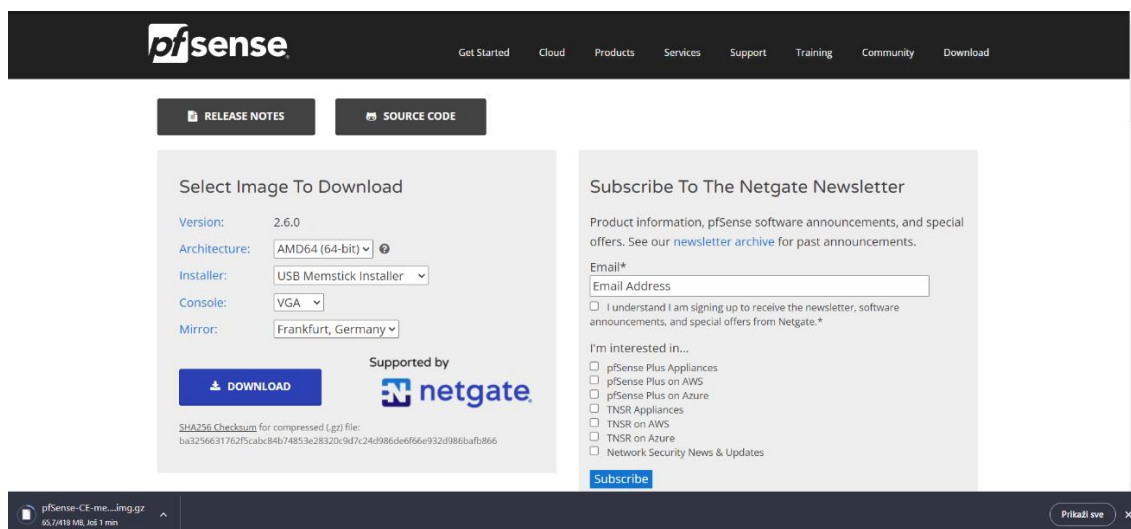 pfsense
Get Started Cloud Products Services Support Training Community Download
RELEASE NOTES SOURCE CODE
Select Image To Download
Version: 2.6.0
Architecture: AMD64 (64-bit)
Installer: USB Memstick Installer
Console: VGA
Mirror: Frankfurt, Germany
DOWNLOAD
Supported by
netgate
SHA256 Checksum for compressed (.gz) file:
ba3256631762f5cabc84b74853e28320c9d7c24d986de6f66e932d986bafb866
Subscribe To The Netgate Newsletter
Product information, pfSense software announcements, and special
offers. See our newsletter archive for past announcements.
Email*
Email Address
I understand I am signing up to receive the newsletter, software
announcements, and special offers from Netgate.*
I'm interested in...
pfSense Plus Appliances
pfSense Plus on AWS
pfSense Plus on Azure
TNSR Appliances
TNSR on AWS
TNSR on Azure
Network Security News & Updates
Subscribe
pfSense-CE-me....img.gz
65,7/418 MB, Još 1 min
Prikaži sve